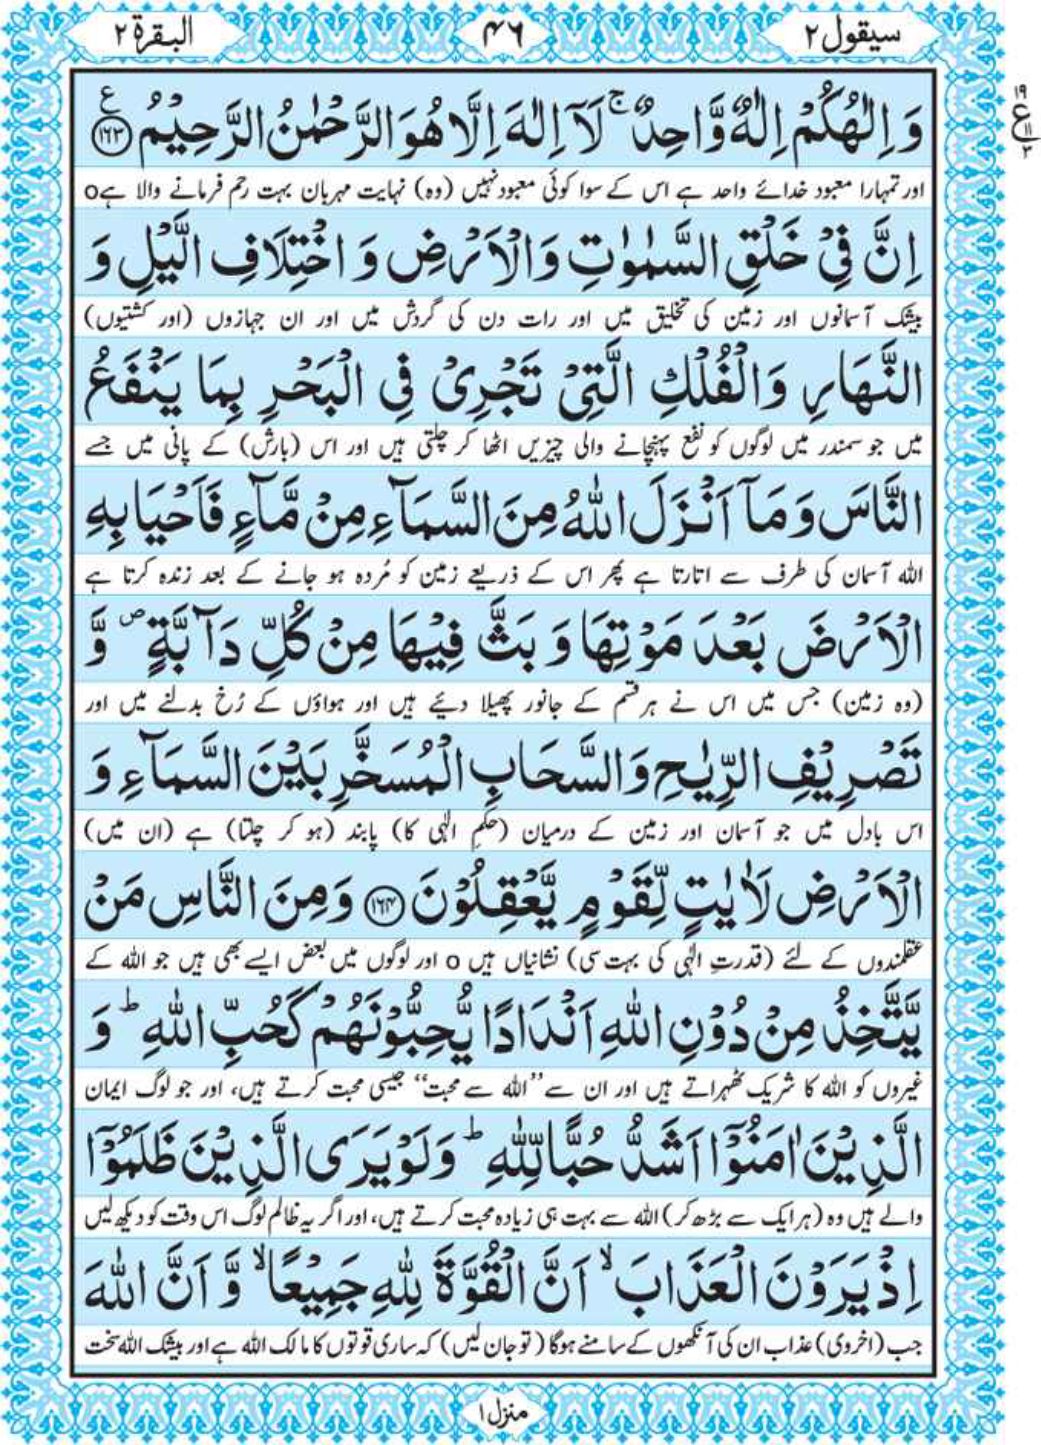 سیقول ۲ ۴۶ البقرة ۲
وَ اِلٰهُكُمْ اِلٰهٌ وَّاحِدٌ ۚ لَاۤ اِلٰهَ اِلَّا هُوَ الرَّحْمٰنُ الرَّحِيْمُ ﴿۱۶۳﴾ ع
۱۹
ع ۱۱
۳
اور تمہارا معبود خدائے واحد ہے اس کے سوا کوئی معبود نہیں (وہ) نہایت مہربان بہت رحم فرمانے والا ہے o
اِنَّ فِيْ خَلْقِ السَّمٰوٰتِ وَالْاَرْضِ وَ اخْتِلَافِ الَّيْلِ وَ
بیشک آسمانوں اور زمین کی تخلیق میں اور رات دن کی گردش میں اور ان جہازوں (اور کشتیوں)
النَّهَارِ وَالْفُلْكِ الَّتِيْ تَجْرِيْ فِي الْبَحْرِ بِمَا يَنْفَعُ
میں جو سمندر میں لوگوں کو نفع پہنچانے والی چیزیں اٹھا کر چلتی ہیں اور اس (بارش) کے پانی میں جسے
النَّاسَ وَمَاۤ اَنْزَلَ اللّٰهُ مِنَ السَّمَآءِ مِنْ مَّآءٍ فَاَحْيَا بِهِ
اللہ آسمان کی طرف سے اتارتا ہے پھر اس کے ذریعے زمین کو مُردہ ہو جانے کے بعد زندہ کرتا ہے
الْاَرْضَ بَعْدَ مَوْتِهَا وَ بَثَّ فِيْهَا مِنْ كُلِّ دَآبَّةٍ ۖ وَّ
(وہ زمین) جس میں اس نے ہر قسم کے جانور پھیلا دئیے ہیں اور ہواؤں کے رُخ بدلنے میں اور
تَصْرِيْفِ الرِّيٰحِ وَالسَّحَابِ الْمُسَخَّرِ بَيْنَ السَّمَآءِ وَ
اس بادل میں جو آسمان اور زمین کے درمیان (حکمِ الٰہی کا) پابند (ہو کر چلتا) ہے (ان میں)
الْاَرْضِ لَاٰيٰتٍ لِّقَوْمٍ يَّعْقِلُوْنَ ﴿۱۶۴﴾ وَمِنَ النَّاسِ مَنْ
عقلمندوں کے لئے (قدرتِ الٰہی کی بہت سی) نشانیاں ہیں o اور لوگوں میں بعض ایسے بھی ہیں جو اللہ کے
يَّتَّخِذُ مِنْ دُوْنِ اللّٰهِ اَنْدَادًا يُّحِبُّوْنَهُمْ كَحُبِّ اللّٰهِ ؕ وَ
غیروں کو اللہ کا شریک ٹھہراتے ہیں اور ان سے ”اللہ سے محبت“ جیسی محبت کرتے ہیں، اور جو لوگ ایمان
الَّذِيْنَ اٰمَنُوْۤا اَشَدُّ حُبًّا لِّلّٰهِ ؕ وَلَوْ يَرَى الَّذِيْنَ ظَلَمُوْۤا
والے ہیں وہ (ہر ایک سے بڑھ کر) اللہ سے بہت ہی زیادہ محبت کرتے ہیں، اور اگر یہ ظالم لوگ اس وقت کو دیکھ لیں
اِذْ يَرَوْنَ الْعَذَابَ ۙ اَنَّ الْقُوَّةَ لِلّٰهِ جَمِيْعًا ۙ وَّ اَنَّ اللّٰهَ
جب (اخروی) عذاب ان کی آنکھوں کے سامنے ہوگا (تو جان لیں) کہ ساری قوتوں کا مالک اللہ ہے اور بیشک اللہ سخت
منزل ۱